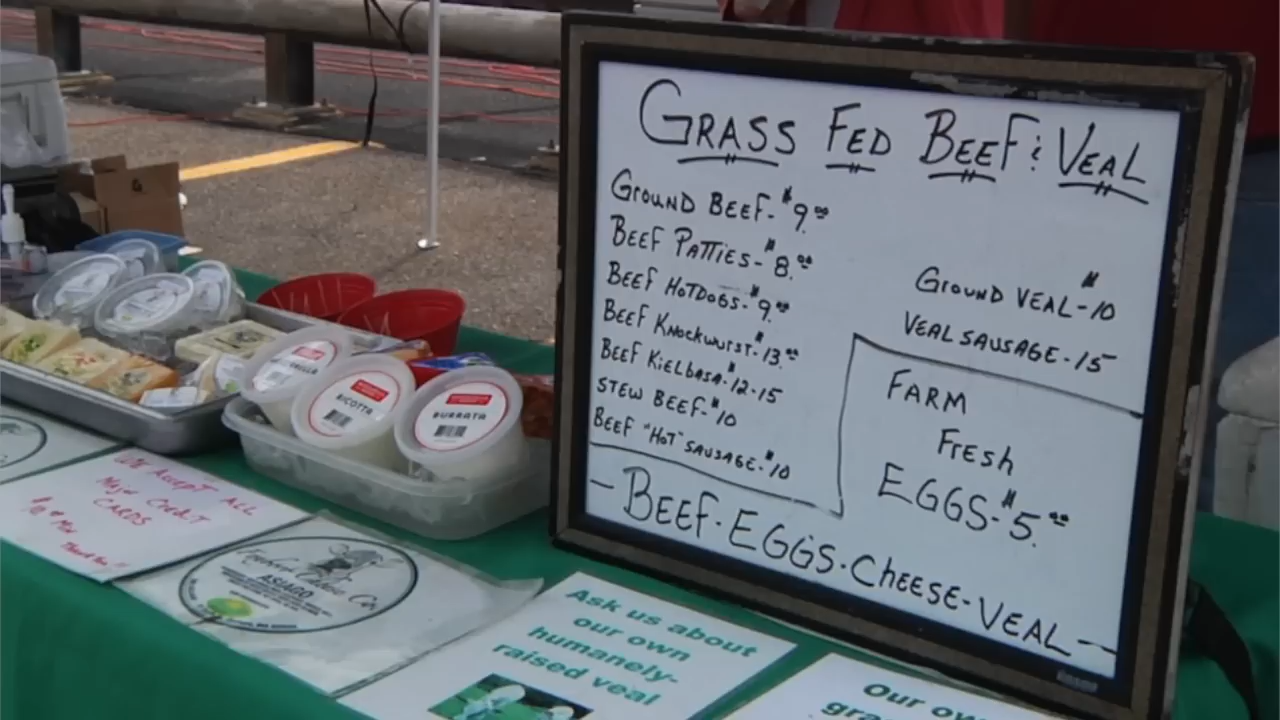 GRASS FED BEEF & VEAL
GROUND BEEF-$9.00
BEEF PATTIES-$8.00
BEEF HOTDOGS-$9.00
BEEF KNOCKWURST-$13.00
BEEF KIELBASA-$12-15
STEW BEEF-$10
BEEF "HOT" SAUSAGE-$10
GROUND VEAL-$10
VEAL SAUSAGE-15
FARM
FRESH
EGGS-$5.00
-BEEF-EGGS-CHEESE-VEAL-
RICOTTA
BURRATA
WE ACCEPT ALL
MAJOR CREDIT
CARDS
ASIAGO
Ask us about
our own
humanely-
raised veal
Our own